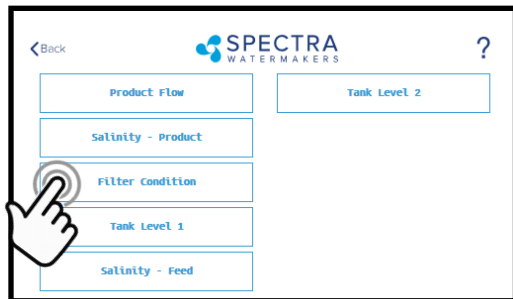 Back
SPECTRA
WATERMAKERS
?
Product Flow
Tank Level 2
Salinity - Product
Filter Condition
Tank Level 1
Salinity - Feed